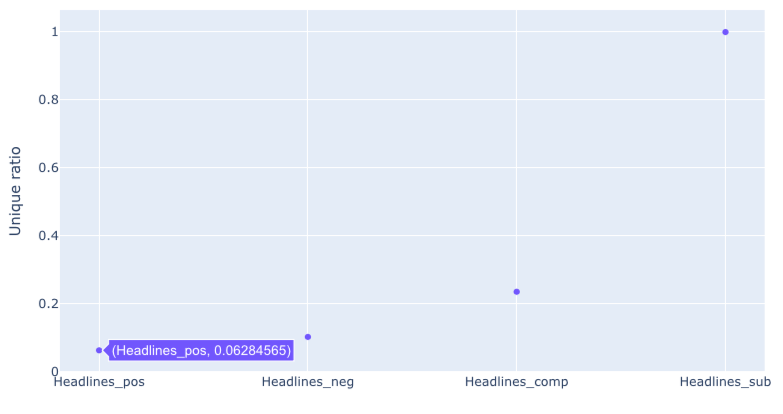 Unique ratio
1
0.8
0.6
0.4
0.2
0
(Headlines_pos, 0.06284565)
Headlines_pos
Headlines_neg
Headlines_comp
Headlines_sub